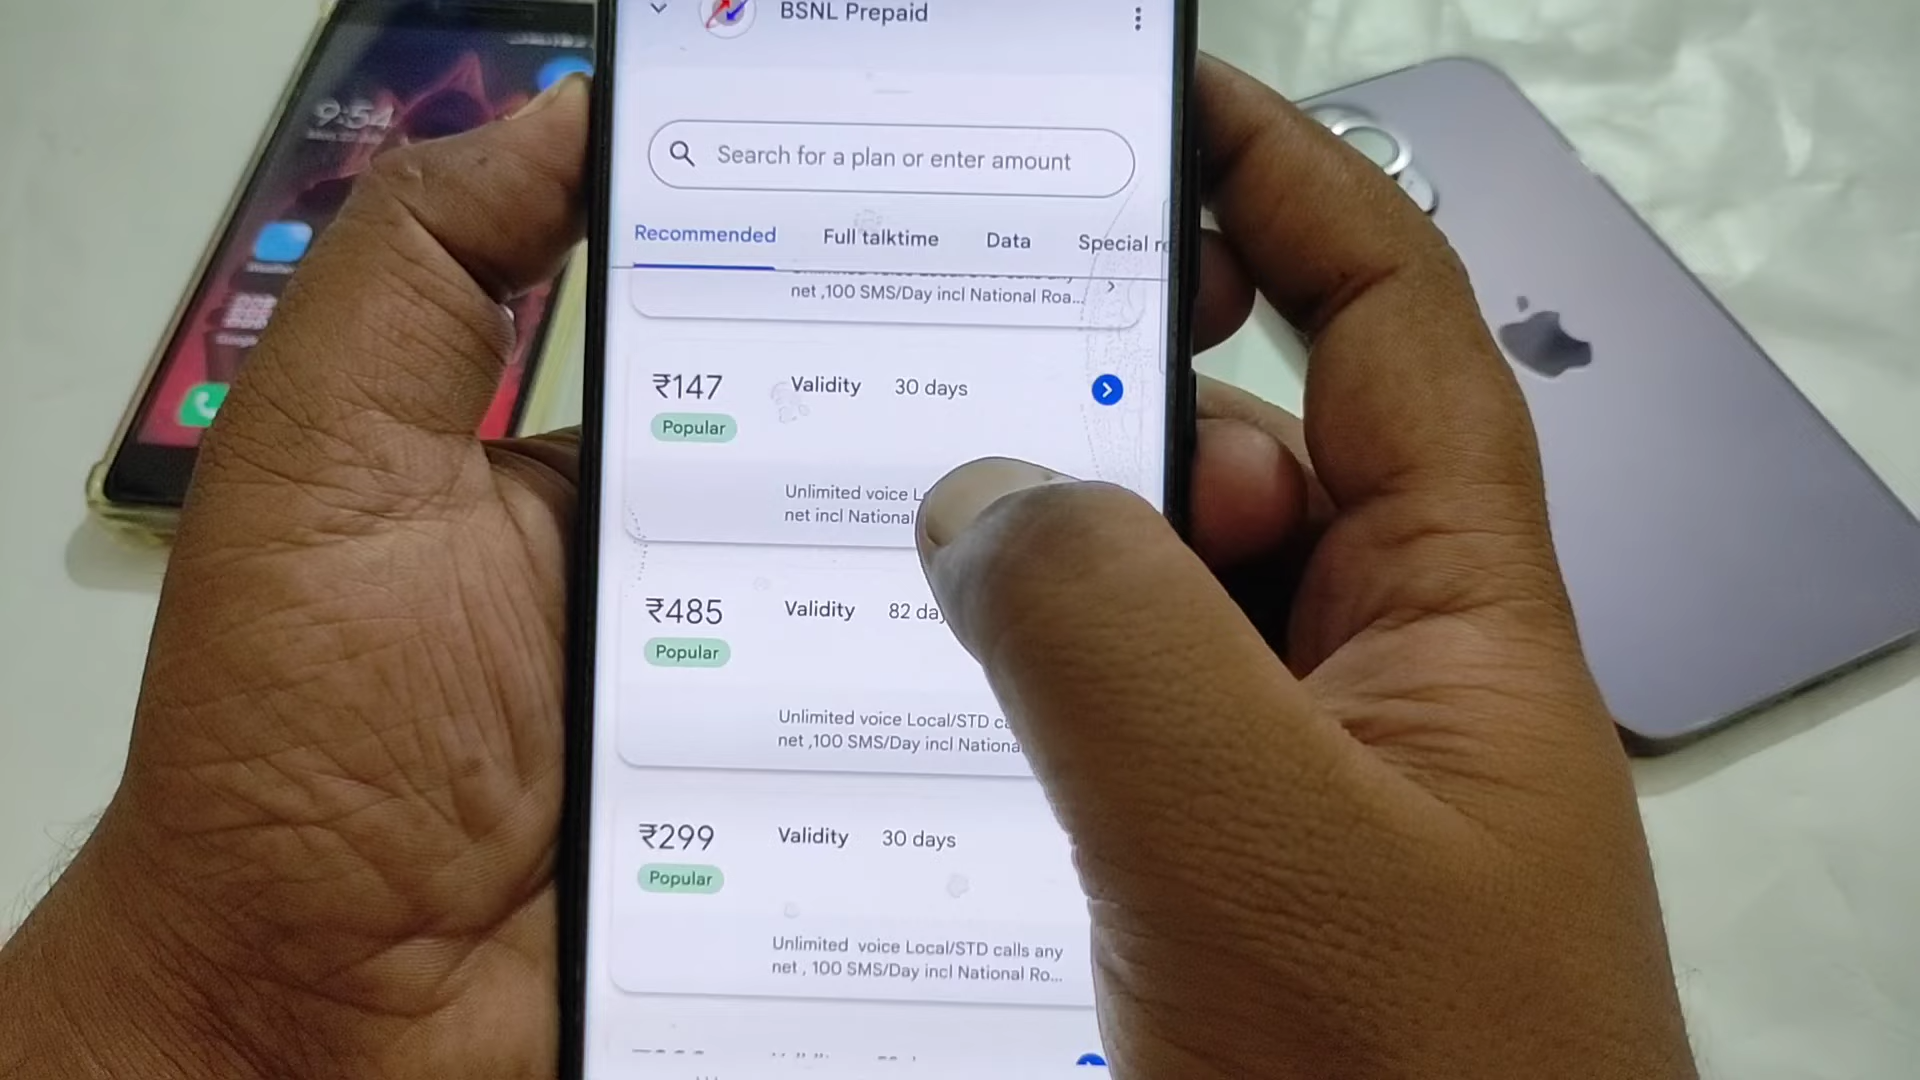 BSNL Prepaid
9:54
Search for a plan or enter amount
Recommended Full talktime Data Special
net ,100 SMS/Day incl National Roa...
₹147 Validity 30 days
Popular
Unlimited voice
net incl National
₹485 Validity 82
Popular
Unlimited voice Local/STD
net ,100 SMS/Day incl
₹299 Validity 30 days
Popular
Unlimited voice Local/STD calls any
net , 100 SMS/Day incl National Ro...